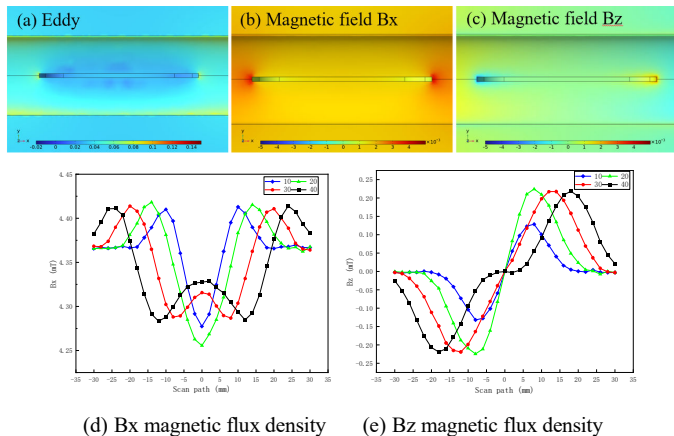 (a) Eddy
(b) Magnetic field Bx
(c) Magnetic field Bz
-0.02 0 0.02 0.04 0.06 0.08 0.1 0.12 0.14
-5 -4 -3 -2 -1 0 1 2 3 4 ×10⁻³
-5 -4 -3 -2 -1 0 1 2 3 4 ×10⁻³
4.45
4.40
4.35
4.30
4.25
Bx (mT)
10 20
30 40
-35 -30 -25 -20 -15 -10 -5 0 5 10 15 20 25 30 35
Scan path (mm)
0.25
0.20
0.15
0.10
0.05
0.00
-0.05
-0.10
-0.15
-0.20
-0.25
Bz (mT)
10 20
30 40
-35 -30 -25 -20 -15 -10 -5 0 5 10 15 20 25 30 35
Scan path (mm)
(d) Bx magnetic flux density
(e) Bz magnetic flux density